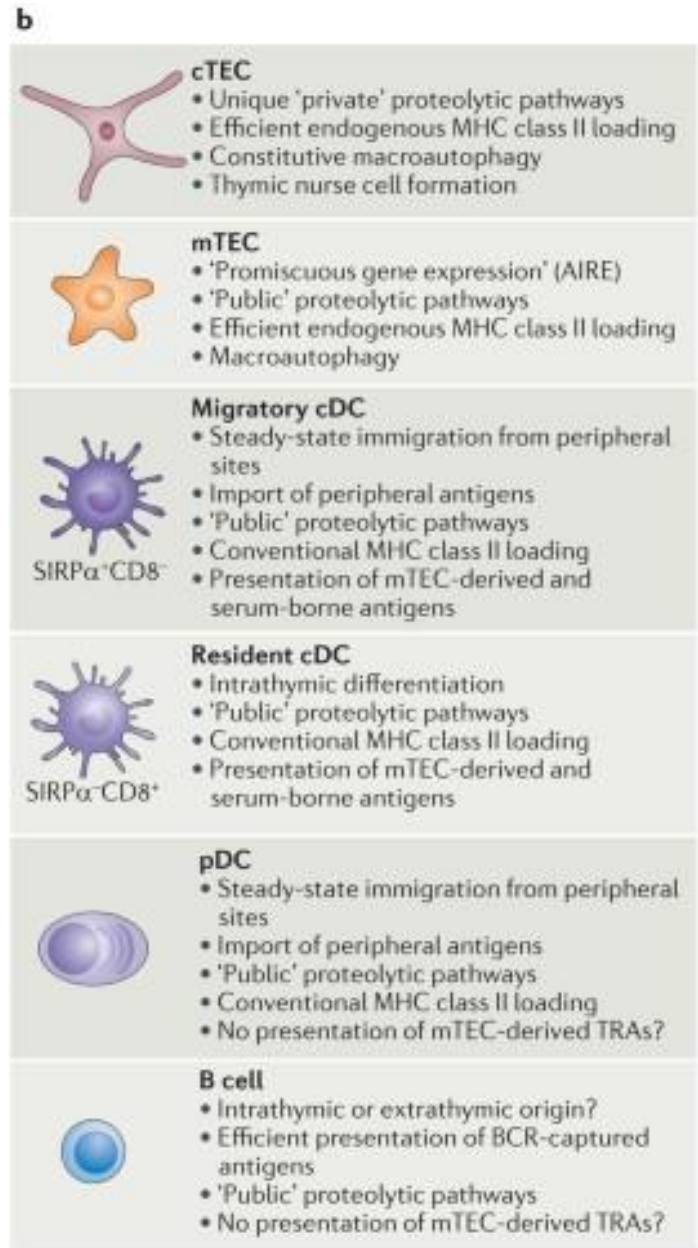 b
cTEC
• Unique ‘private’ proteolytic pathways
• Efficient endogenous MHC class II loading
• Constitutive macroautophagy
• Thymic nurse cell formation
mTEC
• ‘Promiscuous gene expression’ (AIRE)
• ‘Public’ proteolytic pathways
• Efficient endogenous MHC class II loading
• Macroautophagy
Migratory cDC
• Steady-state immigration from peripheral
sites
• Import of peripheral antigens
• ‘Public’ proteolytic pathways
• Conventional MHC class II loading
• Presentation of mTEC-derived and
serum-borne antigens
SIRPα⁺CD8⁻
Resident cDC
• Intrathymic differentiation
• ‘Public’ proteolytic pathways
• Conventional MHC class II loading
• Presentation of mTEC-derived and
serum-borne antigens
SIRPα⁻CD8⁺
pDC
• Steady-state immigration from peripheral
sites
• Import of peripheral antigens
• ‘Public’ proteolytic pathways
• Conventional MHC class II loading
• No presentation of mTEC-derived TRAs?
B cell
• Intrathymic or extrathymic origin?
• Efficient presentation of BCR-captured
antigens
• ‘Public’ proteolytic pathways
• No presentation of mTEC-derived TRAs?